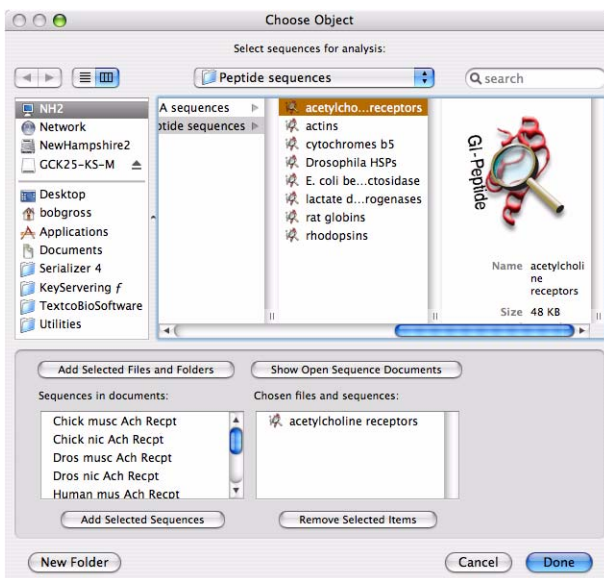 Choose Object
Select sequences for analysis:
Peptide sequences
search
NH2
Network
NewHampshire2
GCK25-KS-M
Desktop
bobgross
Applications
Documents
Serializer 4
KeyServering f
TextcoBioSoftware
Utilities
A sequences
ptide sequences
acetylcho...receptors
actins
cytochromes b5
Drosophila HSPs
E. coli be...ctosidase
lactate d...rogenases
rat globins
rhodopsins
GI-Peptide
Name acetylcholi
ne
receptors
Size 48 KB
Add Selected Files and Folders
Show Open Sequence Documents
Sequences in documents:
Chosen files and sequences:
Chick musc Ach Recpt
Chick nic Ach Recpt
Dros musc Ach Recpt
Dros nic Ach Recpt
Human mus Ach Recpt
acetylcholine receptors
Add Selected Sequences
Remove Selected Items
New Folder
Cancel
Done